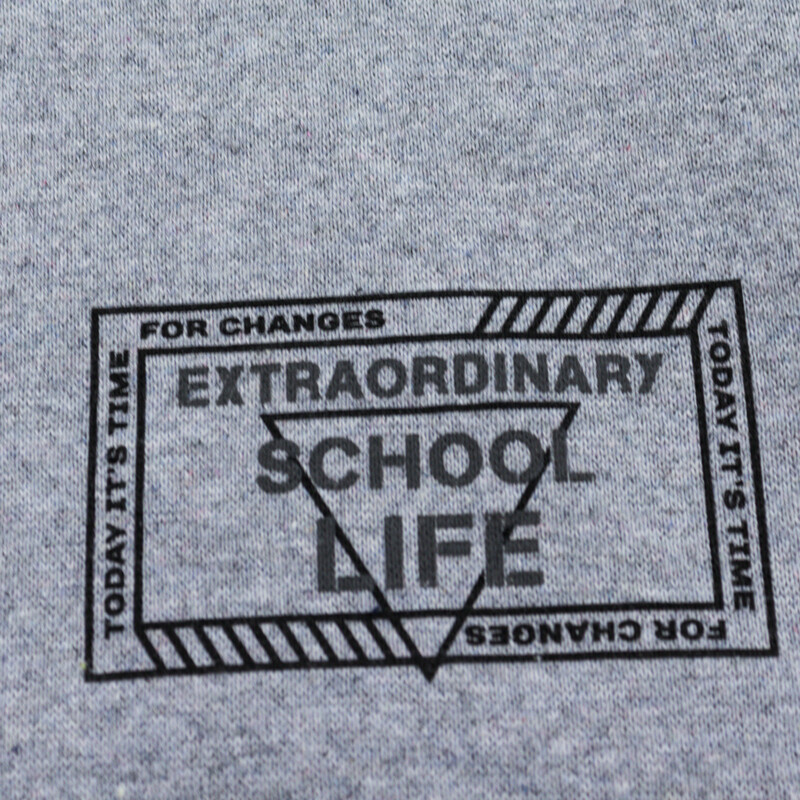 FOR CHANGES
TODAY IT'S TIME
EXTRAORDINARY
SCHOOL
LIFE
TODAY IT'S TIME
FOR CHANGES